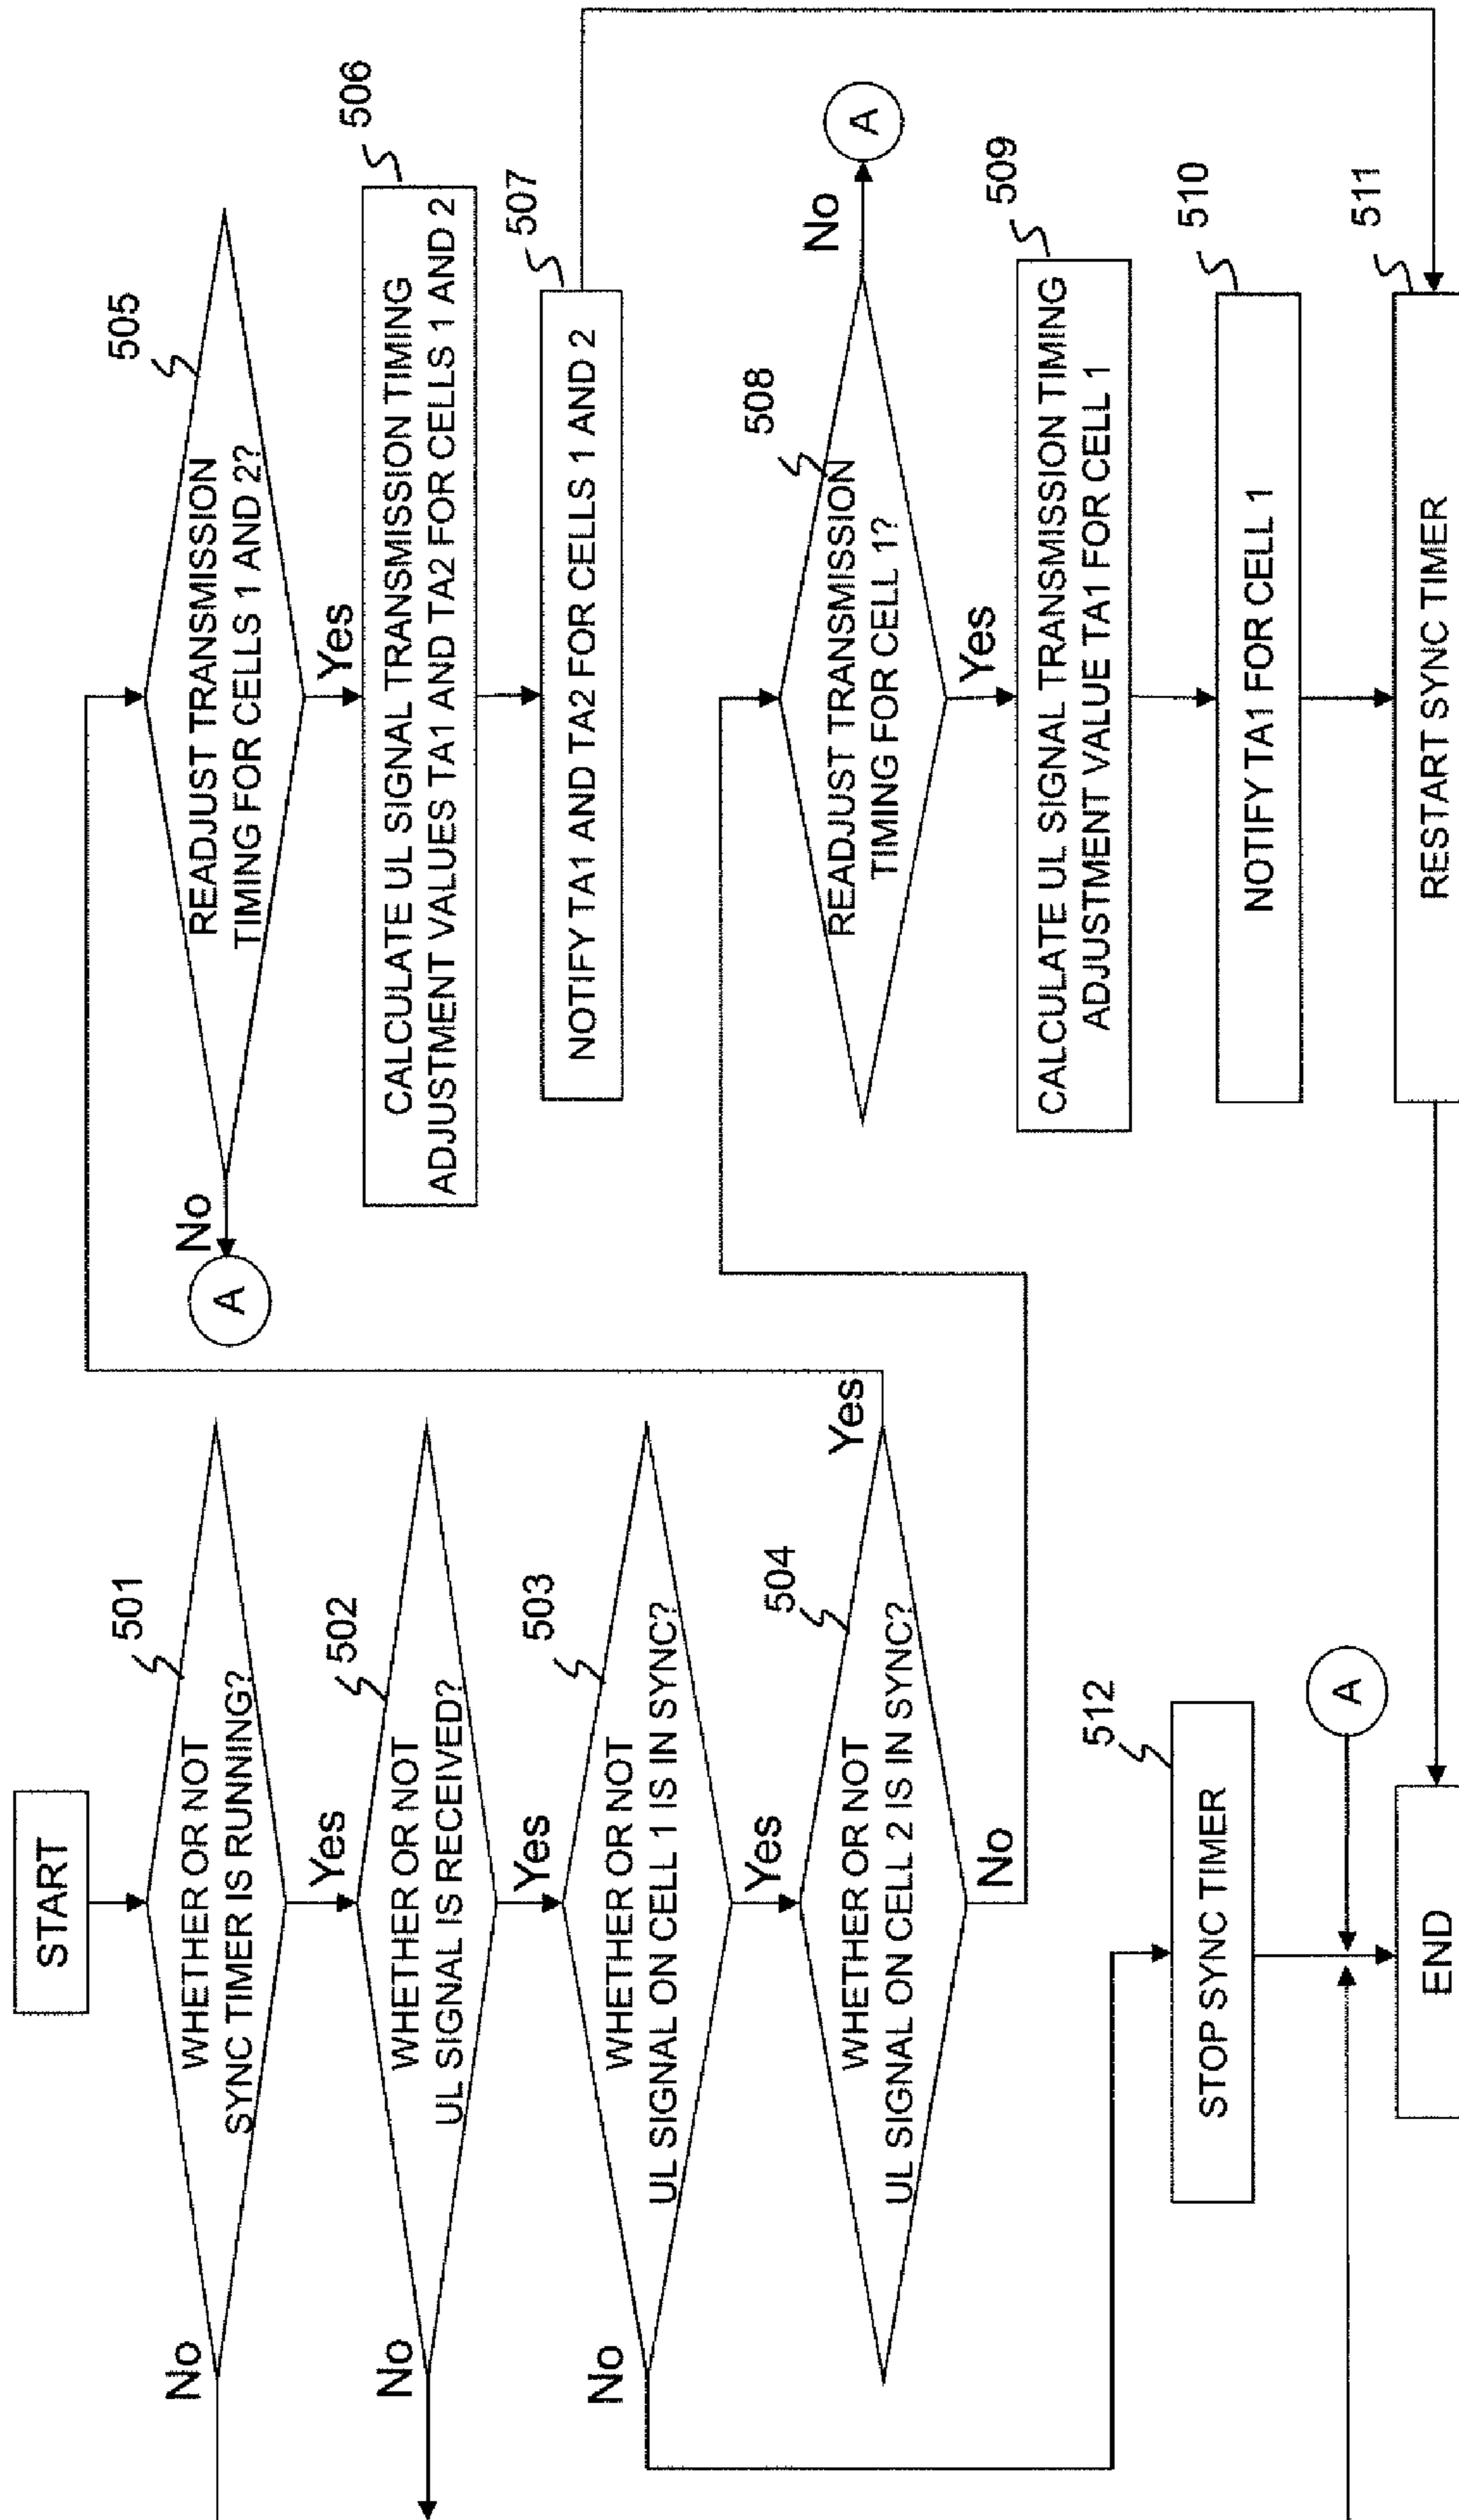 START
501
WHETHER OR NOT
SYNC TIMER IS RUNNING?
No
Yes
502
WHETHER OR NOT
UL SIGNAL IS RECEIVED?
No
Yes
503
WHETHER OR NOT
UL SIGNAL ON CELL 1 IS IN SYNC?
No
Yes
504
WHETHER OR NOT
UL SIGNAL ON CELL 2 IS IN SYNC?
Yes
No
512
STOP SYNC TIMER
A
END
505
READJUST TRANSMISSION
TIMING FOR CELLS 1 AND 2?
No
A
Yes
506
CALCULATE UL SIGNAL TRANSMISSION TIMING
ADJUSTMENT VALUES TA1 AND TA2 FOR CELLS 1 AND 2
507
NOTIFY TA1 AND TA2 FOR CELLS 1 AND 2
508
READJUST TRANSMISSION
TIMING FOR CELL 1?
No
A
Yes
509
CALCULATE UL SIGNAL TRANSMISSION TIMING
ADJUSTMENT VALUE TA1 FOR CELL 1
510
NOTIFY TA1 FOR CELL 1
511
RESTART SYNC TIMER